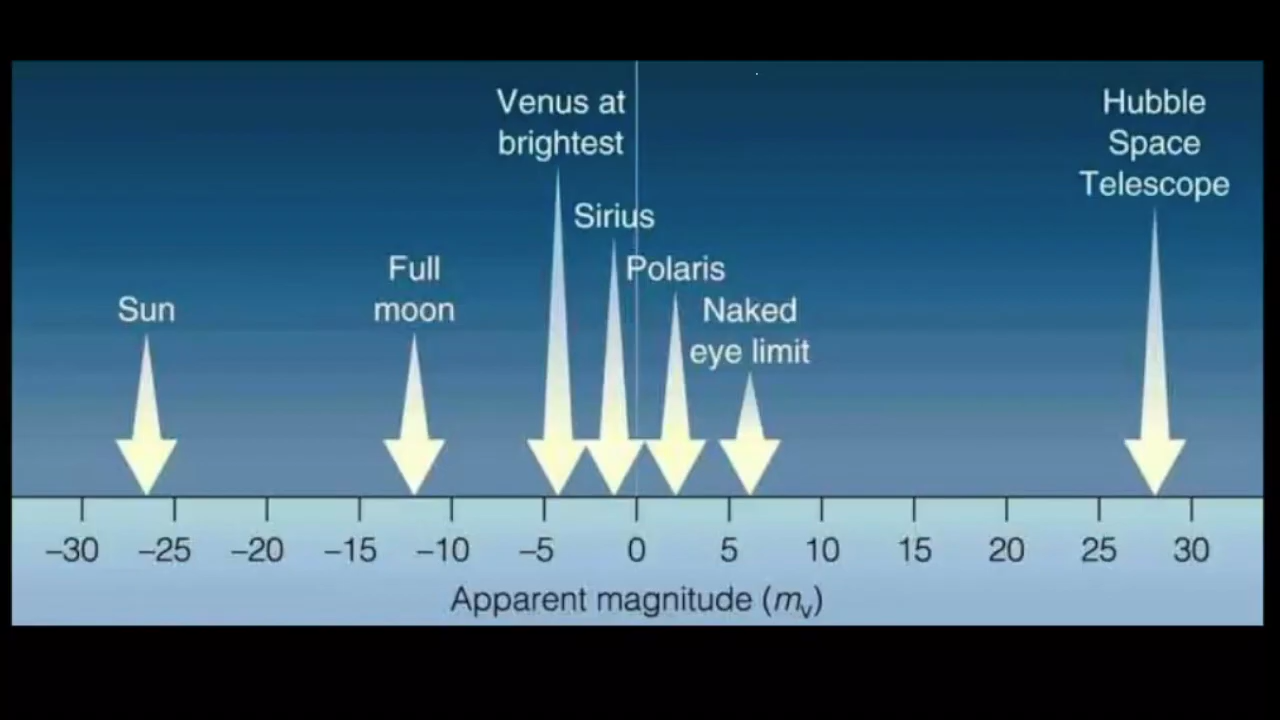 Venus at
brightest
Hubble
Space
Telescope
Sirius
Full
moon
Polaris
Sun
Naked
eye limit
–30 –25 –20 –15 –10 –5 0 5 10 15 20 25 30
Apparent magnitude (mv)